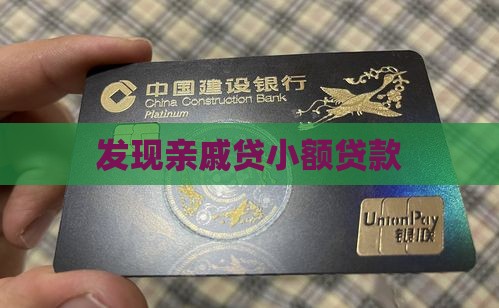 中国建设银行
China Construction Bank
Platinum
发现亲戚贷小额贷款
UnionPay
银联